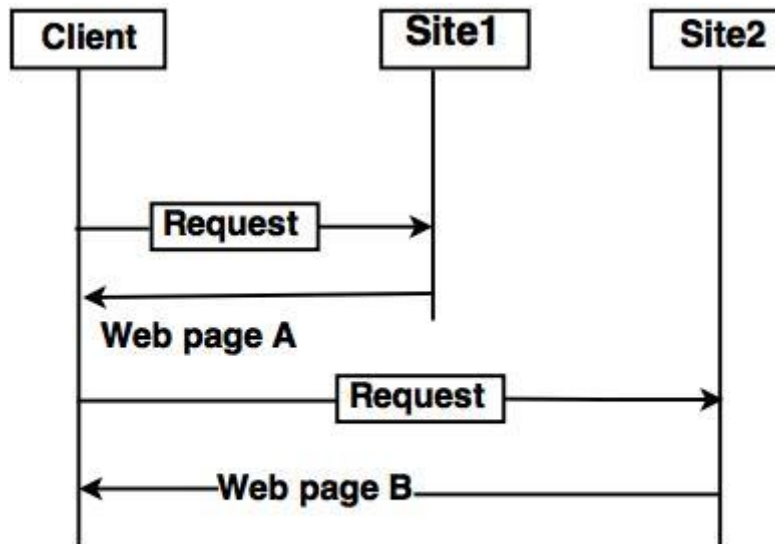 Client
Site1
Site2
Request
Web page A
Request
Web page B